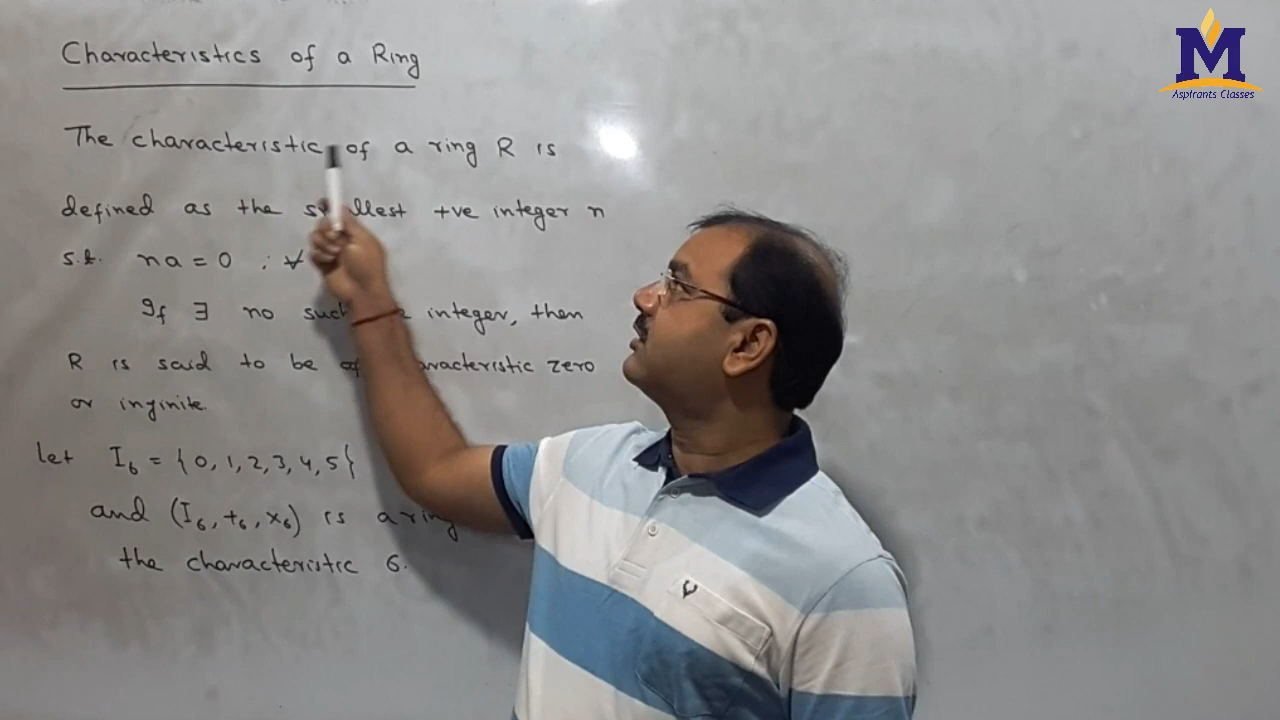 Characteristics of a Ring
The characteristic of a ring R is
defined as the smallest +ve integer n
s.t. na = 0 ; ∀
If ∃ no such integer, then
R is said to be of characteristic zero
or infinite.
let I₆ = {0, 1, 2, 3, 4, 5}
and (I₆, +₆, ×₆) is a ring
the characteristic 6.
M
Aspirants Classes